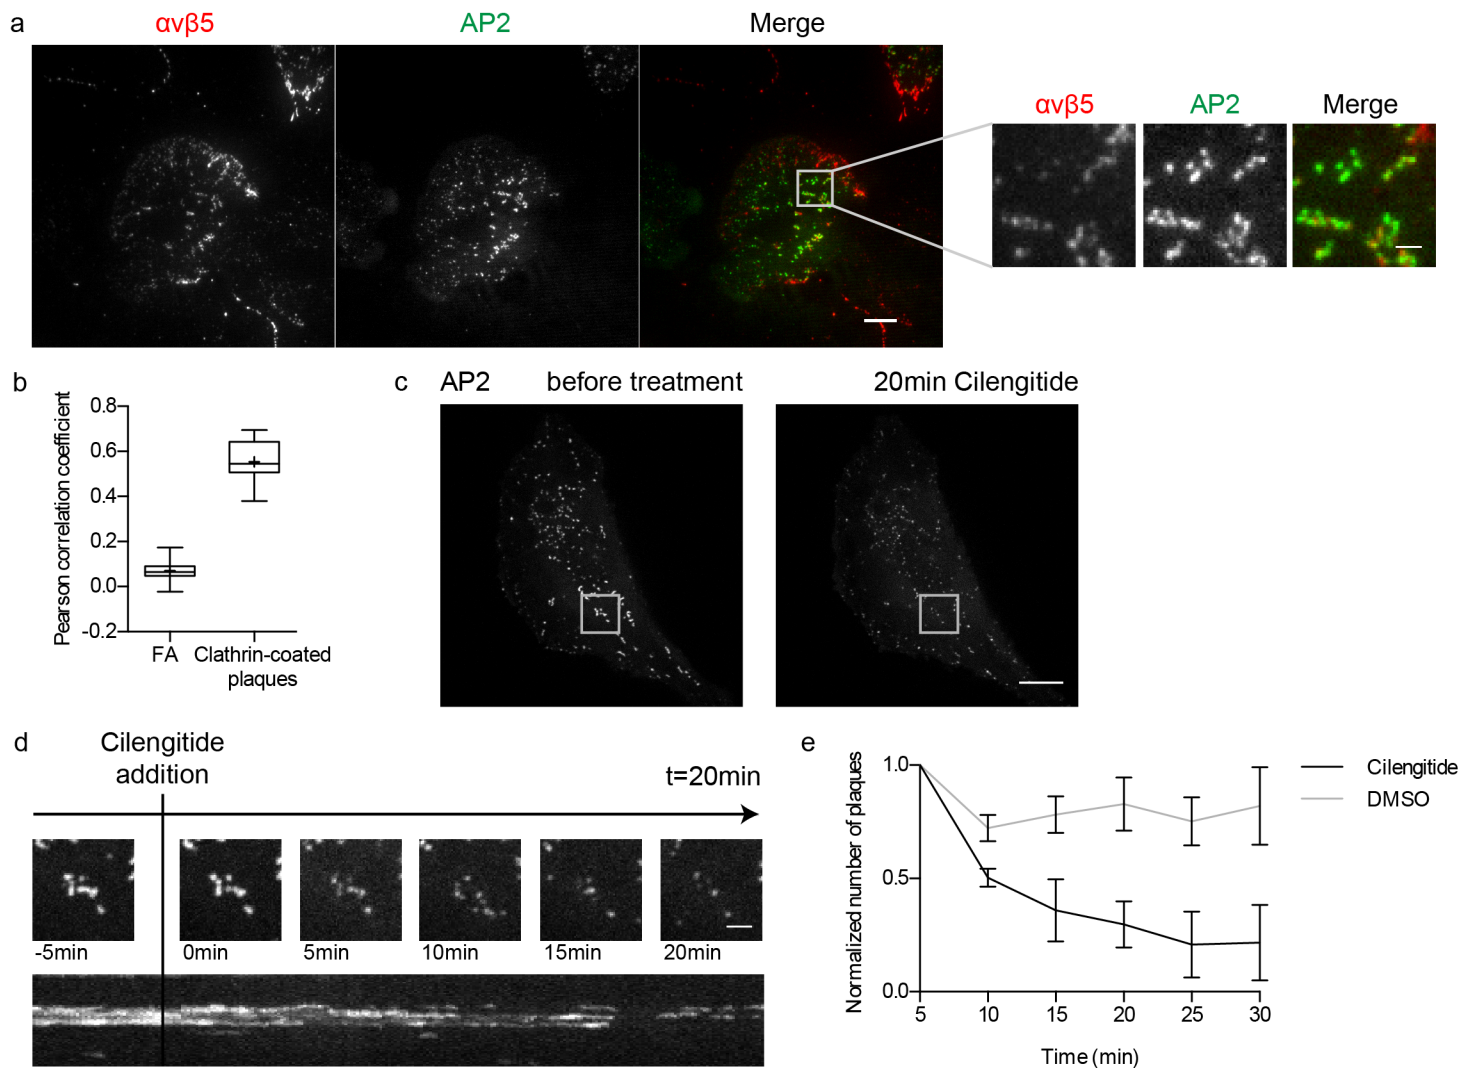 a
αvβ5
AP2
Merge
αvβ5
AP2
Merge
b
Pearson correlation coefficient
0.8
0.6
0.4
0.2
0.0
-0.2
FA
Clathrin-coated
plaques
c
AP2
before treatment
20min Cilengitide
d
Cilengitide
addition
t=20min
-5min
0min
5min
10min
15min
20min
e
Normalized number of plaques
1.0
0.5
0.0
5
10
15
20
25
30
Time (min)
Cilengitide
DMSO